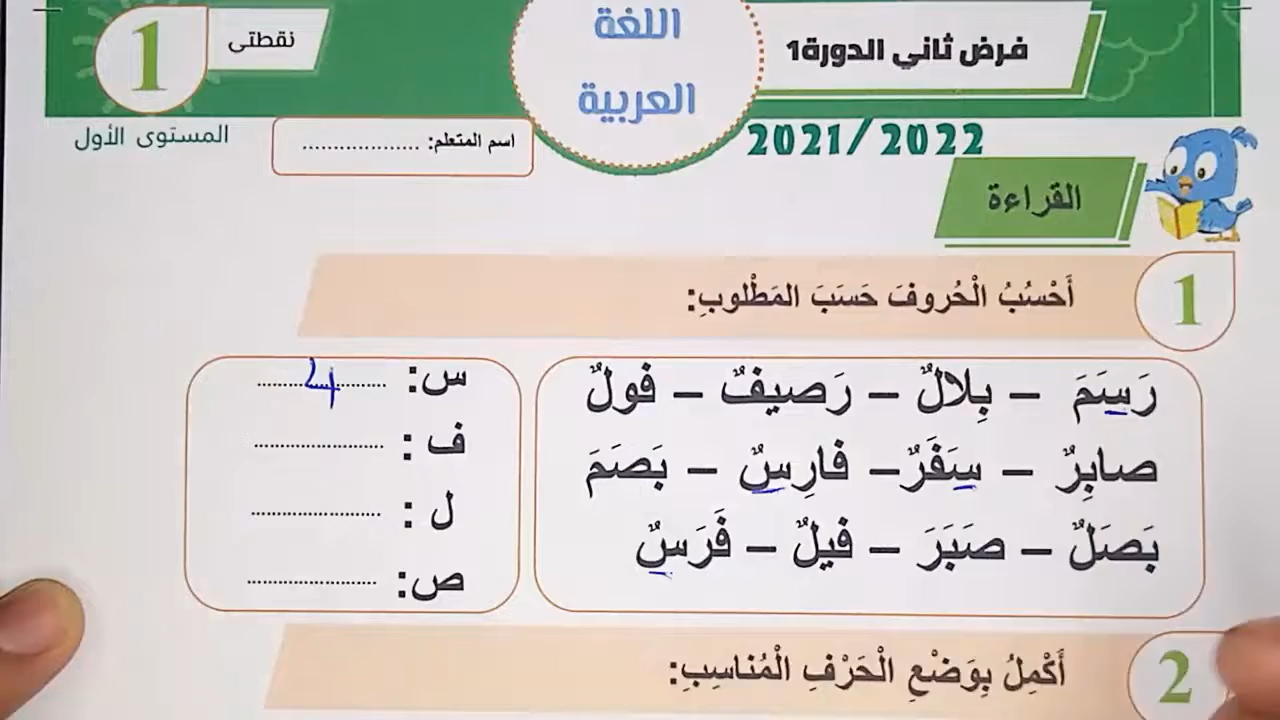 فرض ثاني الدورة1
اللغة
العربية
نقطتي
1
2021/2022
اسم المتعلم: ...................
المستوى الأول
القراءة
1
أَحْسُبُ الْحُروفَ حَسَبَ المَطْلوبِ:
رَسَمَ – بِلالٌ – رَصيفٌ – فولٌ
صابِرٌ – سَفَرٌ – فارِسٌ – بَصَمَ
بَصَلٌ – صَبَرَ – فيلٌ – فَرَسٌ
س: ........4........
ف: ......................
ل: ......................
ص: ......................
2
أَكْمِلُ بِوَضْعِ الْحَرْفِ الْمُناسِبِ: